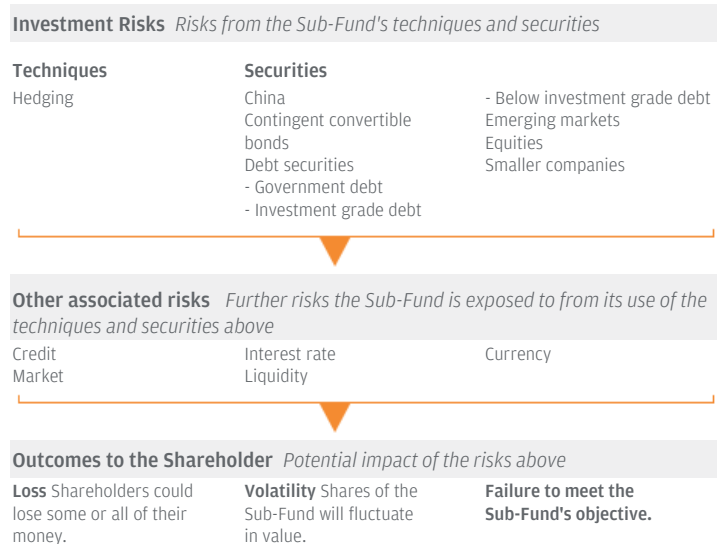 Investment Risks Risks from the Sub-Fund's techniques and securities
Techniques
Hedging
Securities
China
Contingent convertible
bonds
Debt securities
- Government debt
- Investment grade debt
- Below investment grade debt
Emerging markets
Equities
Smaller companies
Other associated risks Further risks the Sub-Fund is exposed to from its use of the
techniques and securities above
Credit
Market
Interest rate
Liquidity
Currency
Outcomes to the Shareholder Potential impact of the risks above
Loss Shareholders could
lose some or all of their
money.
Volatility Shares of the
Sub-Fund will fluctuate
in value.
Failure to meet the
Sub-Fund's objective.